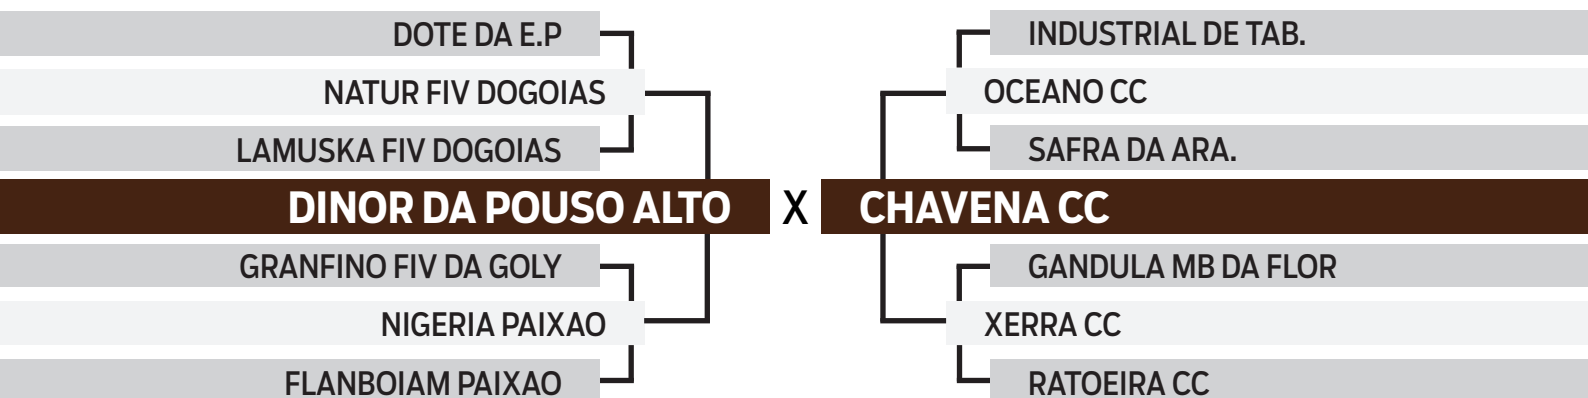 DOTE DA E.P
NATUR FIV DOGOIAS
LAMUSKA FIV DOGOIAS
INDUSTRIAL DE TAB.
OCEANO CC
SAFRA DA ARA.
DINOR DA POUSO ALTO X CHAVENA CC
GRANFINO FIV DA GOLY
NIGERIA PAIXAO
FLANBOIAM PAIXAO
GANDULA MB DA FLOR
XERRA CC
RATOEIRA CC